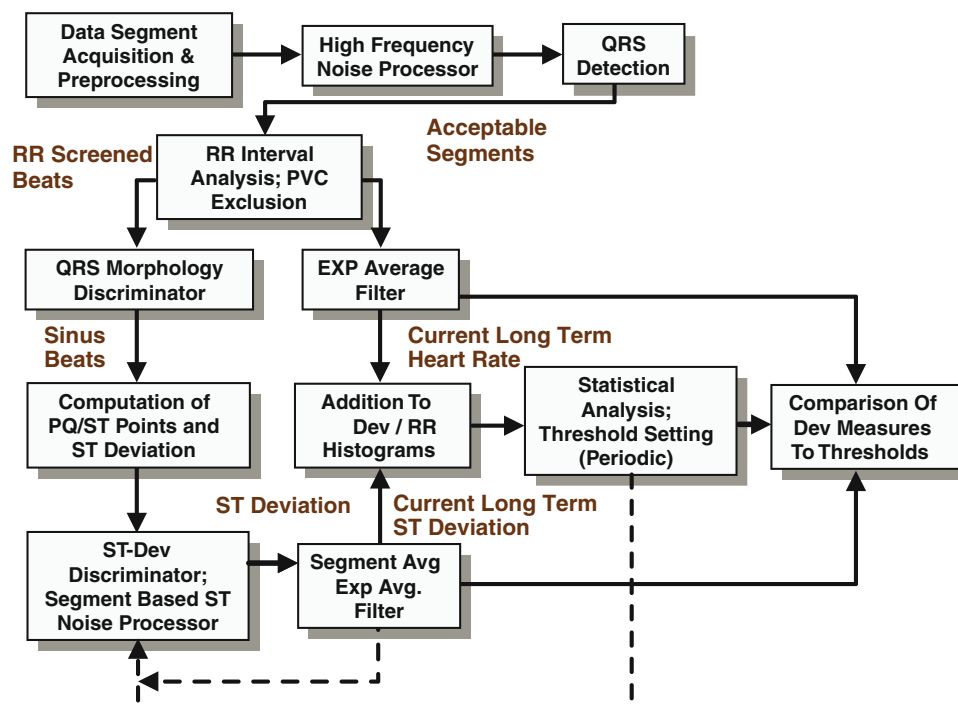 Data Segment
Acquisition &
Preprocessing
High Frequency
Noise Processor
QRS
Detection
Acceptable
Segments
RR Screened
Beats
RR Interval
Analysis; PVC
Exclusion
QRS Morphology
Discriminator
EXP Average
Filter
Sinus
Beats
Current Long Term
Heart Rate
Computation of
PQ/ST Points and
ST Deviation
Addition To
Dev / RR
Histograms
Statistical
Analysis;
Threshold Setting
(Periodic)
Comparison Of
Dev Measures
To Thresholds
ST Deviation
Current Long Term
ST Deviation
ST-Dev
Discriminator;
Segment Based ST
Noise Processor
Segment Avg
Exp Avg.
Filter